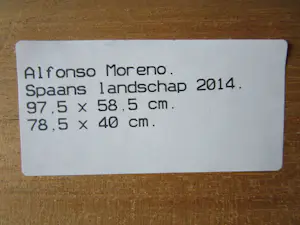 Alfonso Moreno.
Spaans landschap 2014.
97,5 x 58,5 cm.
78,5 x 40 cm.